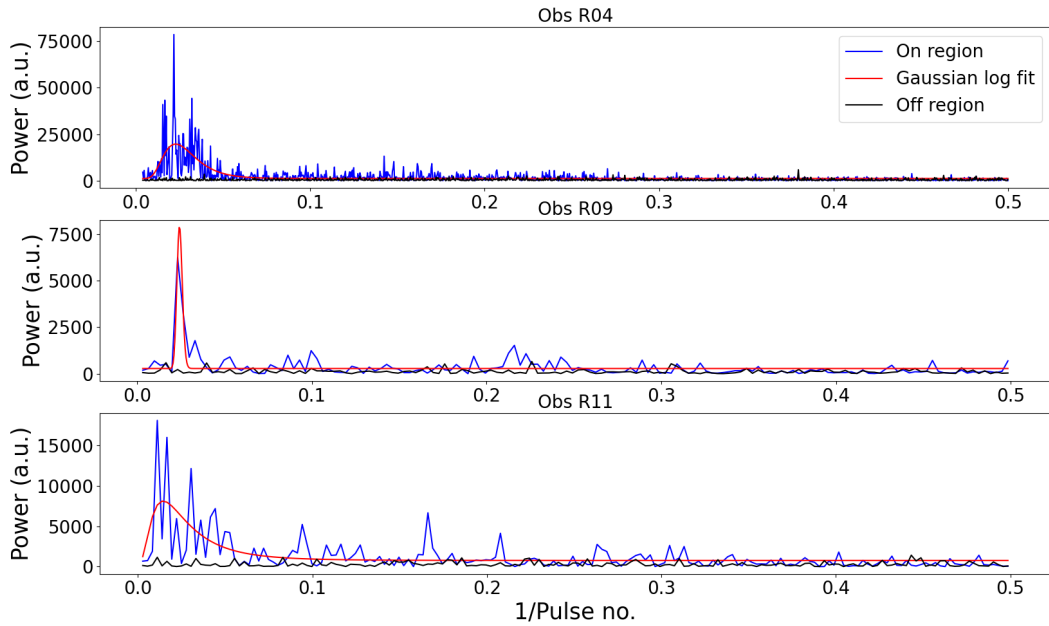 Obs R04
Power (a.u.)
75000
50000
25000
0
On region
Gaussian log fit
Off region
0.0 0.1 0.2 0.3 0.4 0.5
Obs R09
Power (a.u.)
7500
5000
2500
0
0.0 0.1 0.2 0.3 0.4 0.5
Obs R11
Power (a.u.)
15000
10000
5000
0
0.0 0.1 0.2 0.3 0.4 0.5
1/Pulse no.